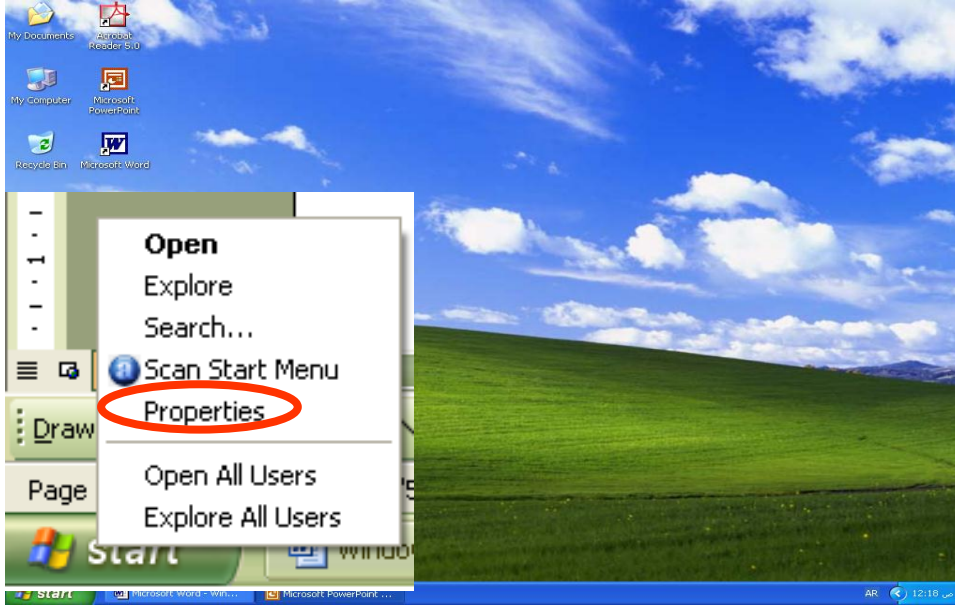 My Documents
Acrobat
Reader 5.0
My Computer
Microsoft
PowerPoint
Recycle Bin
Microsoft Word
Open
Explore
Search...
Scan Start Menu
Properties
Open All Users
Explore All Users
1
Draw
Page
start
start
Microsoft Word - Win...
Microsoft PowerPoint ...
AR
12:18 ص